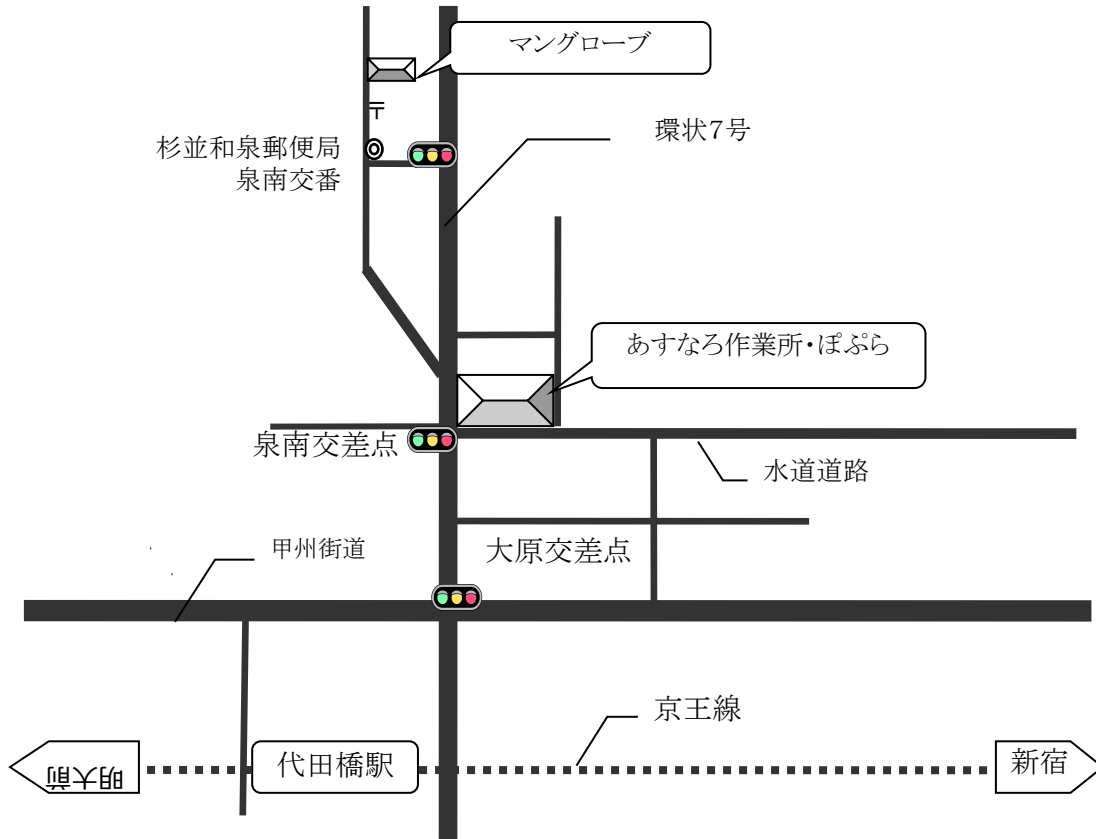 マングローブ
〒
環状7号
杉並和泉郵便局
泉南交番
あすなろ作業所・ぽぷら
泉南交差点
水道道路
甲州街道
大原交差点
京王線
明大前
代田橋駅
新宿